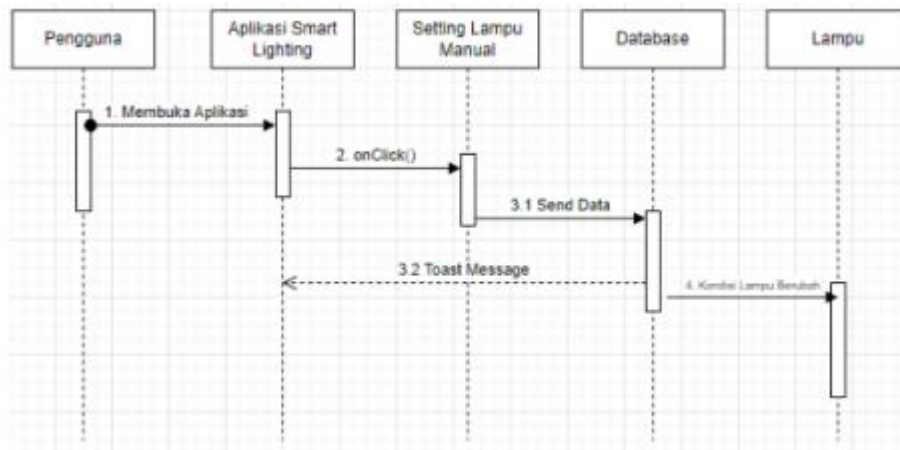 Pengguna
Aplikasi Smart
Lighting
Setting Lampu
Manual
Database
Lampu
1. Membuka Aplikasi
2. onClick()
3.1 Send Data
3.2 Toast Message
4. Kondisi Lampu Berubah